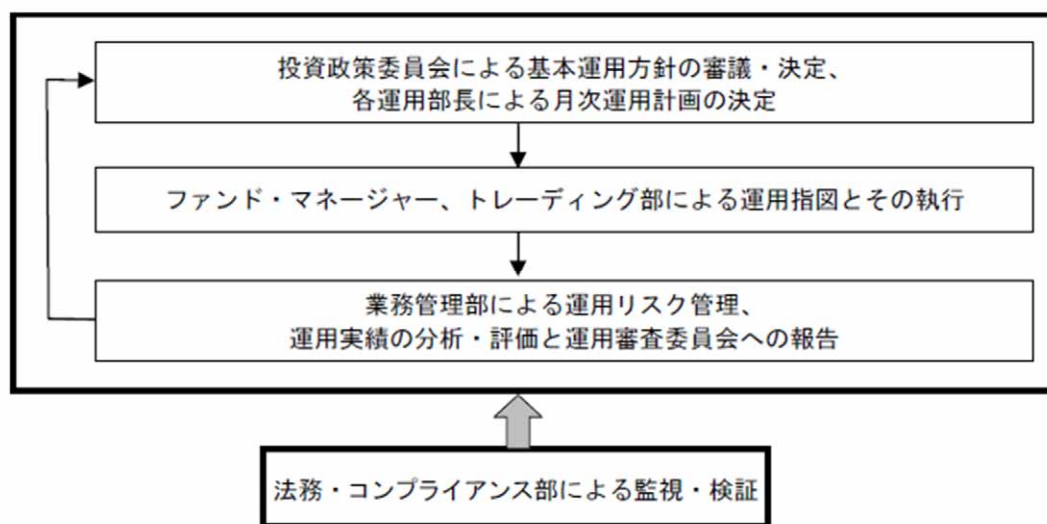 投資政策委員会による基本運用方針の審議・決定、
各運用部長による月次運用計画の決定
ファンド・マネージャー、トレーディング部による運用指図とその執行
業務管理部による運用リスク管理、
運用実績の分析・評価と運用審査委員会への報告
法務・コンプライアンス部による監視・検証